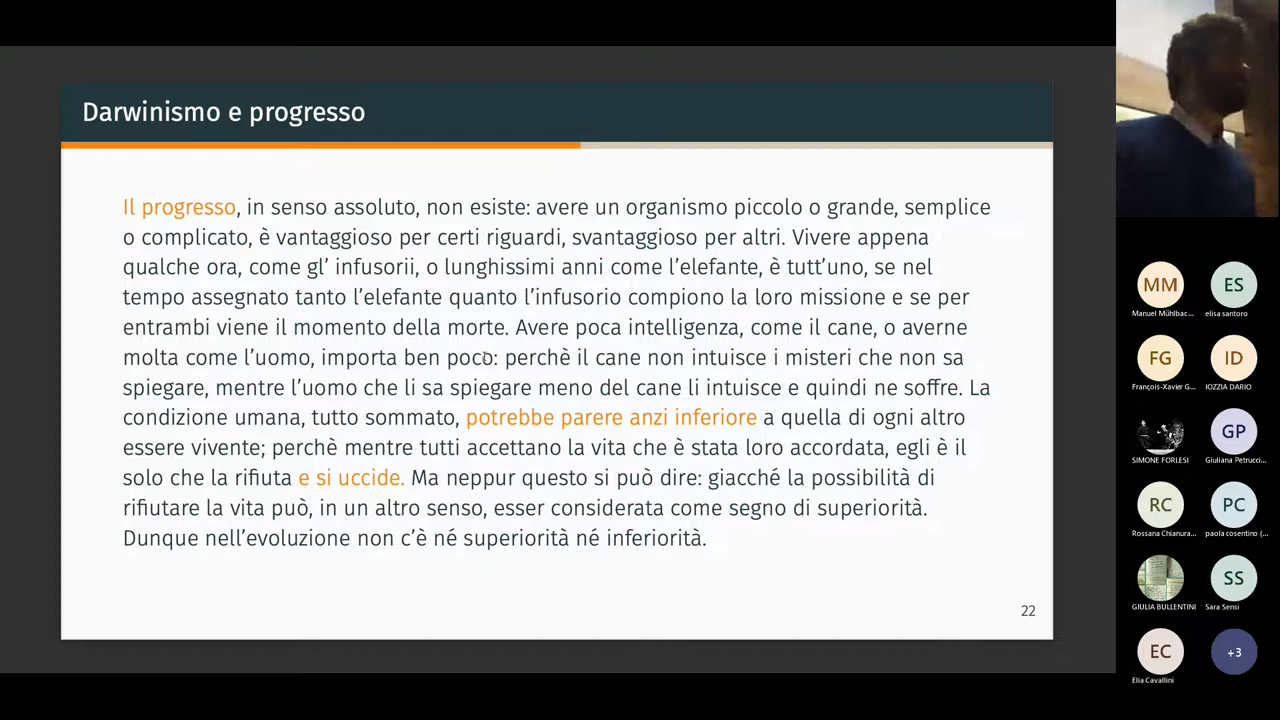 Darwinismo e progresso
Il progresso, in senso assoluto, non esiste: avere un organismo piccolo o grande, semplice
o complicato, è vantaggioso per certi riguardi, svantaggioso per altri. Vivere appena
qualche ora, come gl' infusorii, o lunghissimi anni come l'elefante, è tutt'uno, se nel
tempo assegnato tanto l'elefante quanto l'infusorio compiono la loro missione e se per
entrambi viene il momento della morte. Avere poca intelligenza, come il cane, o averne
molta come l'uomo, importa ben poco: perchè il cane non intuisce i misteri che non sa
spiegare, mentre l'uomo che li sa spiegare meno del cane li intuisce e quindi ne soffre. La
condizione umana, tutto sommato, potrebbe parere anzi inferiore a quella di ogni altro
essere vivente; perchè mentre tutti accettano la vita che è stata loro accordata, egli è il
solo che la rifiuta e si uccide. Ma neppur questo si può dire: giacché la possibilità di
rifiutare la vita può, in un altro senso, esser considerata come segno di superiorità.
Dunque nell'evoluzione non c'è né superiorità né inferiorità.
22
MM
Manuel Mühlbac...
ES
elisa santoro
FG
François-Xavier G...
ID
IOZZIA DARIO
SIMONE FORLESI
GP
Giuliana Petrucci...
RC
Rossana Chianura...
PC
paola cosentino (...
GIULIA BULLENTINI
SS
Sara Sensi
EC
Elia Cavallini
+3